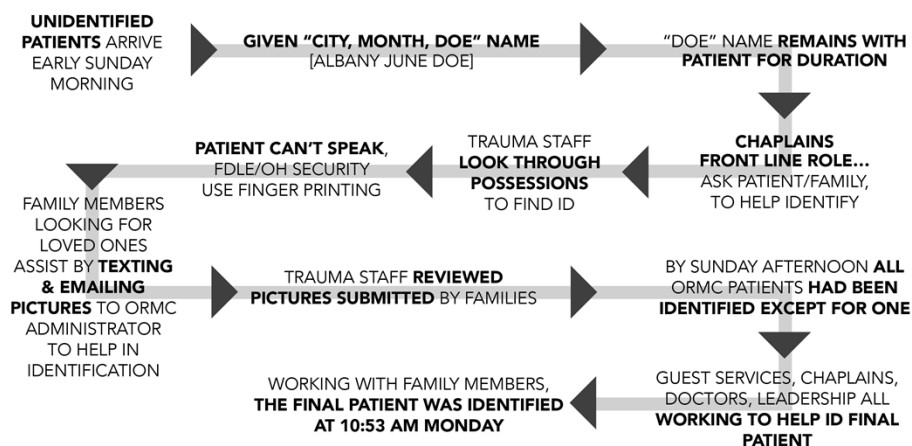 UNIDENTIFIED
PATIENTS ARRIVE
EARLY SUNDAY
MORNING
GIVEN “CITY, MONTH, DOE” NAME
[ALBANY JUNE DOE]
“DOE” NAME REMAINS WITH
PATIENT FOR DURATION
CHAPLAINS
FRONT LINE ROLE...
ASK PATIENT/FAMILY,
TO HELP IDENTIFY
TRAUMA STAFF
LOOK THROUGH
POSSESSIONS
TO FIND ID
PATIENT CAN’T SPEAK,
FDLE/OH SECURITY
USE FINGER PRINTING
FAMILY MEMBERS
LOOKING FOR
LOVED ONES
ASSIST BY TEXTING
& EMAILING
PICTURES TO ORMC
ADMINISTRATOR
TO HELP IN
IDENTIFICATION
TRAUMA STAFF REVIEWED
PICTURES SUBMITTED BY FAMILIES
BY SUNDAY AFTERNOON ALL
ORMC PATIENTS HAD BEEN
IDENTIFIED EXCEPT FOR ONE
GUEST SERVICES, CHAPLAINS,
DOCTORS, LEADERSHIP ALL
WORKING TO HELP ID FINAL
PATIENT
WORKING WITH FAMILY MEMBERS,
THE FINAL PATIENT WAS IDENTIFIED
AT 10:53 AM MONDAY